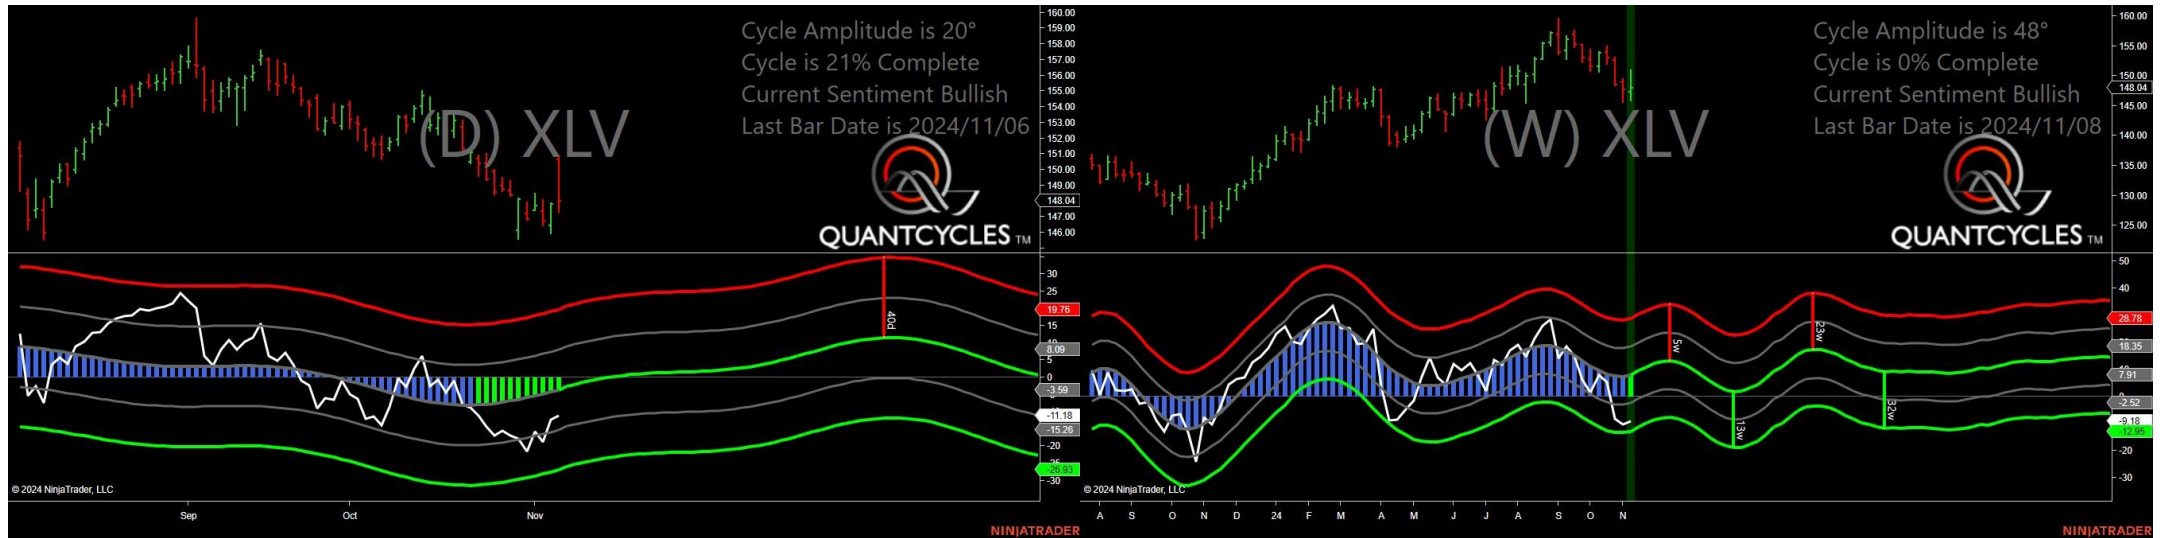 Cycle Amplitude is 20°
Cycle is 21% Complete
Current Sentiment Bullish
Last Bar Date is 2024/11/06
(D) XLV
QUANTCYCLES TM
160.00
159.00
158.00
157.00
156.00
155.00
154.00
153.00
152.00
151.00
150.00
149.00
148.04
147.00
146.00
30
25
19.76
15
8.09
5
0
-3.59
-11.18
-15.26
-20
-26.93
-30
40d
© 2024 NinjaTrader, LLC
Sep Oct Nov
NINJATRADER
Cycle Amplitude is 48°
Cycle is 0% Complete
Current Sentiment Bullish
Last Bar Date is 2024/11/08
(W) XLV
QUANTCYCLES TM
160.00
155.00
150.00
148.04
145.00
140.00
135.00
130.00
125.00
50
40
28.78
18.35
7.91
-2.52
-9.18
-12.95
-20
-30
5w
13w
23w
32w
© 2024 NinjaTrader, LLC
A S O N D 24 F M A M J J A S O N
NINJATRADER